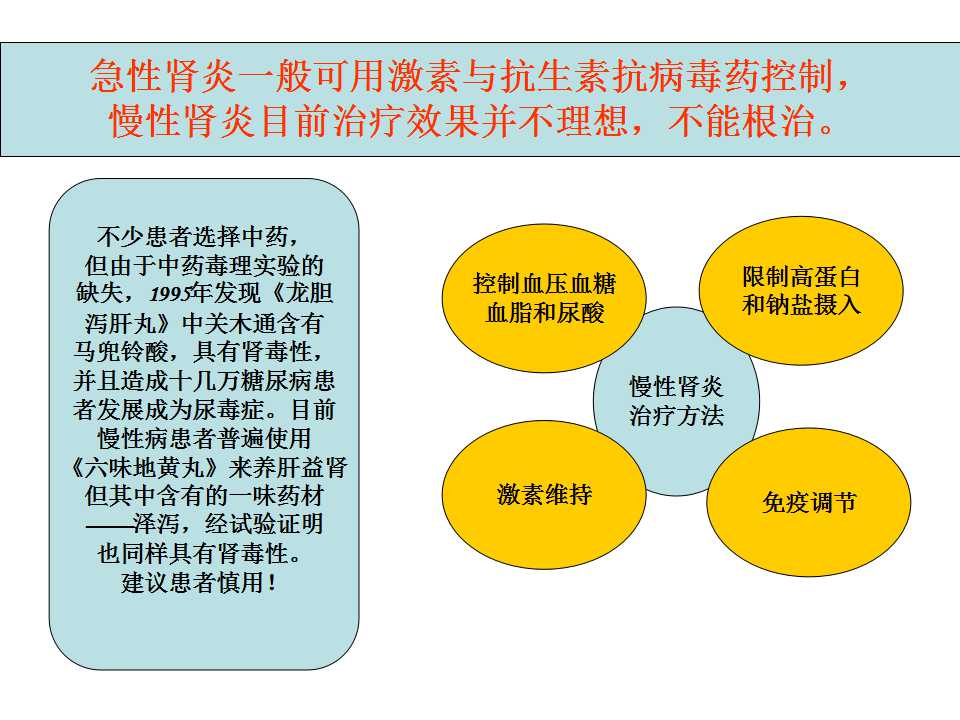 急性肾炎一般可用激素与抗生素抗病毒药控制，
慢性肾炎目前治疗效果并不理想，不能根治。
不少患者选择中药，
但由于中药毒理实验的
缺失，1995年发现《龙胆
泻肝丸》中关木通含有
马兜铃酸，具有肾毒性，
并且造成十几万糖尿病患
者发展成为尿毒症。目前
慢性病患者普遍使用
《六味地黄丸》来养肝益肾
但其中含有的一味药材
——泽泻，经试验证明
也同样具有肾毒性。
建议患者慎用！
控制血压血糖
血脂和尿酸
限制高蛋白
和钠盐摄入
慢性肾炎
治疗方法
激素维持
免疫调节